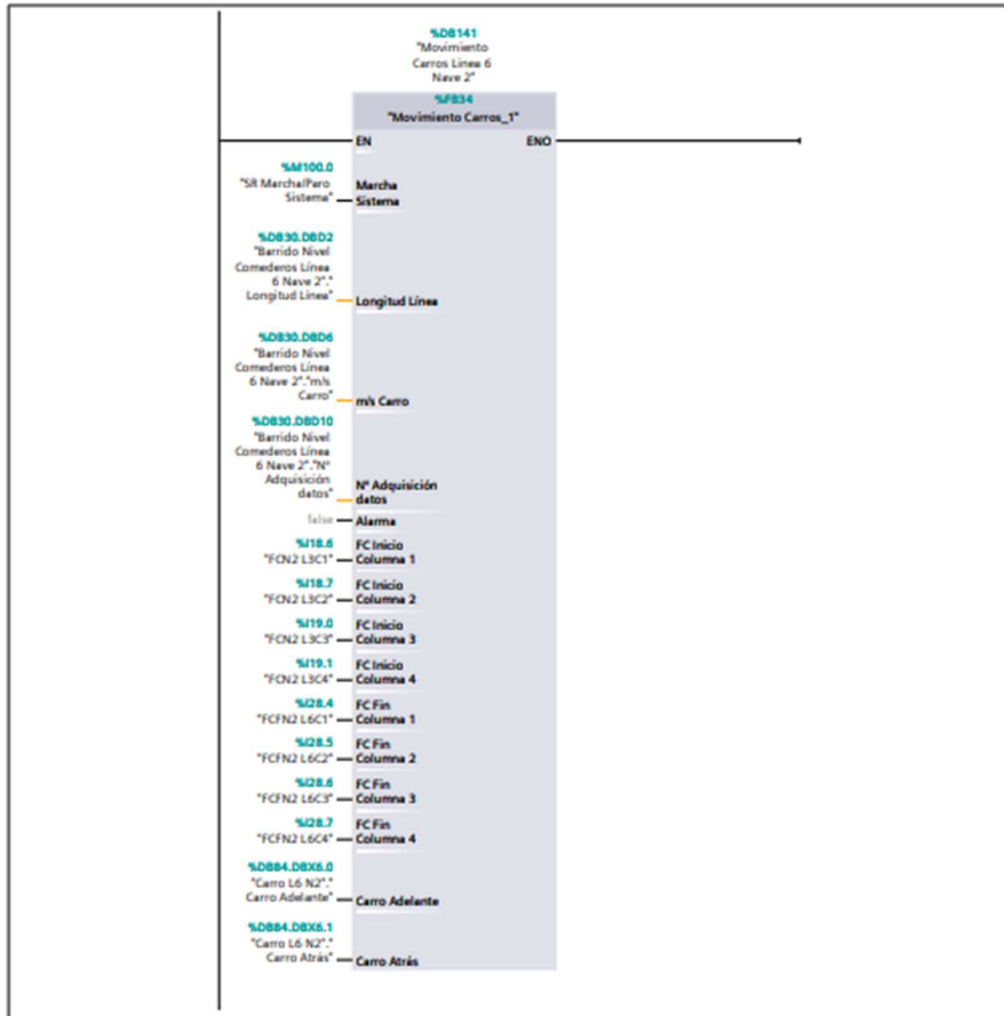 %DB141
"Movimiento
Carros Linea 6
Nave 2"
%FB34
"Movimiento Carros_1"
EN
ENO
%M100.0
"SR Marcha/Paro
Sistema"
Marcha
Sistema
%DB30.DBD2
"Barrido Nivel
Comederos Línea
6 Nave 2"."
Longitud Línea"
Longitud Línea
%DB30.DBD6
"Barrido Nivel
Comederos Línea
6 Nave 2"."m/s
Carro"
m/s Carro
%DB30.DBD10
"Barrido Nivel
Comederos Línea
6 Nave 2"."Nº
Adquisición
datos"
Nº Adquisición
datos
false
Alarma
%I18.6
"FCN2 L3C1"
FC Inicio
Columna 1
%I18.7
"FCN2 L3C2"
FC Inicio
Columna 2
%I19.0
"FCN2 L3C3"
FC Inicio
Columna 3
%I19.1
"FCN2 L3C4"
FC Inicio
Columna 4
%I28.4
"FCFN2 L6C1"
FC Fin
Columna 1
%I28.5
"FCFN2 L6C2"
FC Fin
Columna 2
%I28.6
"FCFN2 L6C3"
FC Fin
Columna 3
%I28.7
"FCFN2 L6C4"
FC Fin
Columna 4
%DB84.DBX6.0
"Carro L6 N2"."
Carro Adelante"
Carro Adelante
%DB84.DBX6.1
"Carro L6 N2"."
Carro Atrás"
Carro Atrás